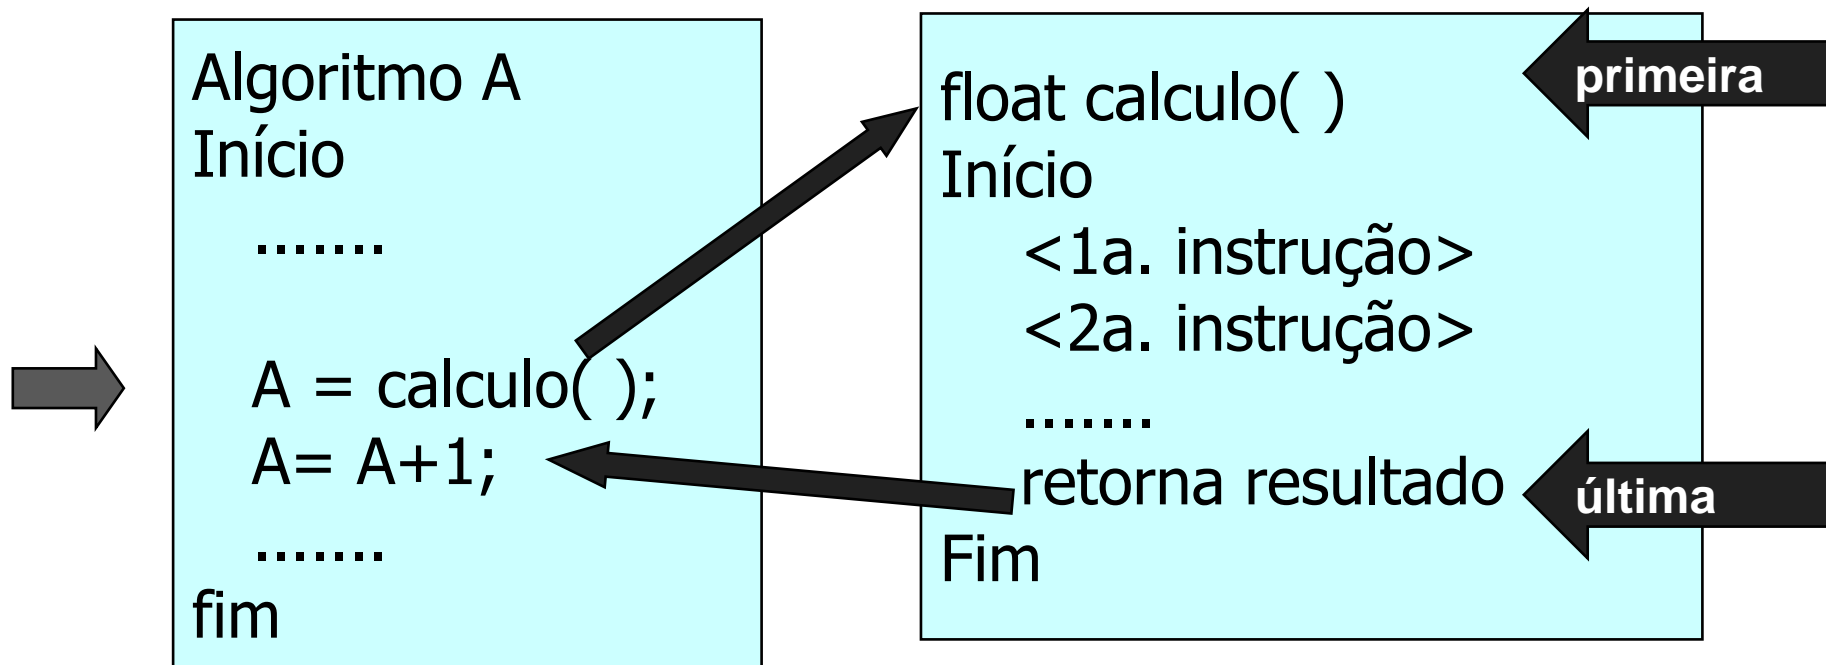 Algoritmo A
Início
.......
A = calculo( );
A= A+1;
.......
fim
float calculo( )
Início
<1a. instrução>
<2a. instrução>
.......
retorna resultado
Fim
primeira
última